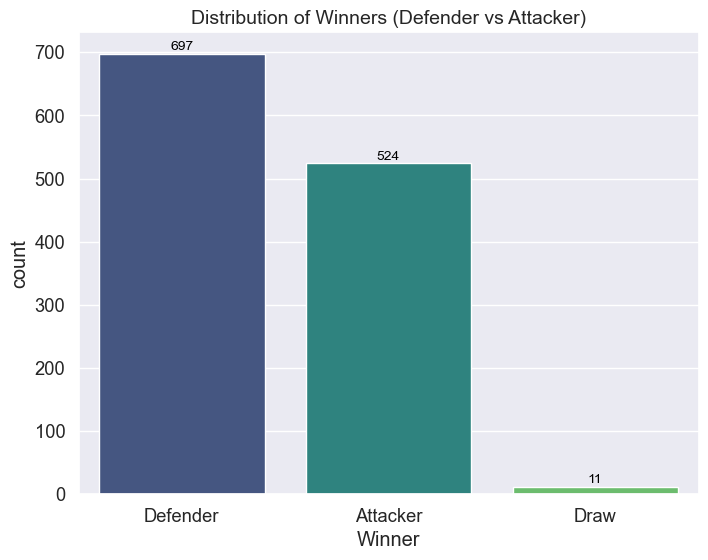 Distribution of Winners (Defender vs Attacker)
700
600
500
400
300
200
100
0
count
697
524
11
Defender
Attacker
Draw
Winner